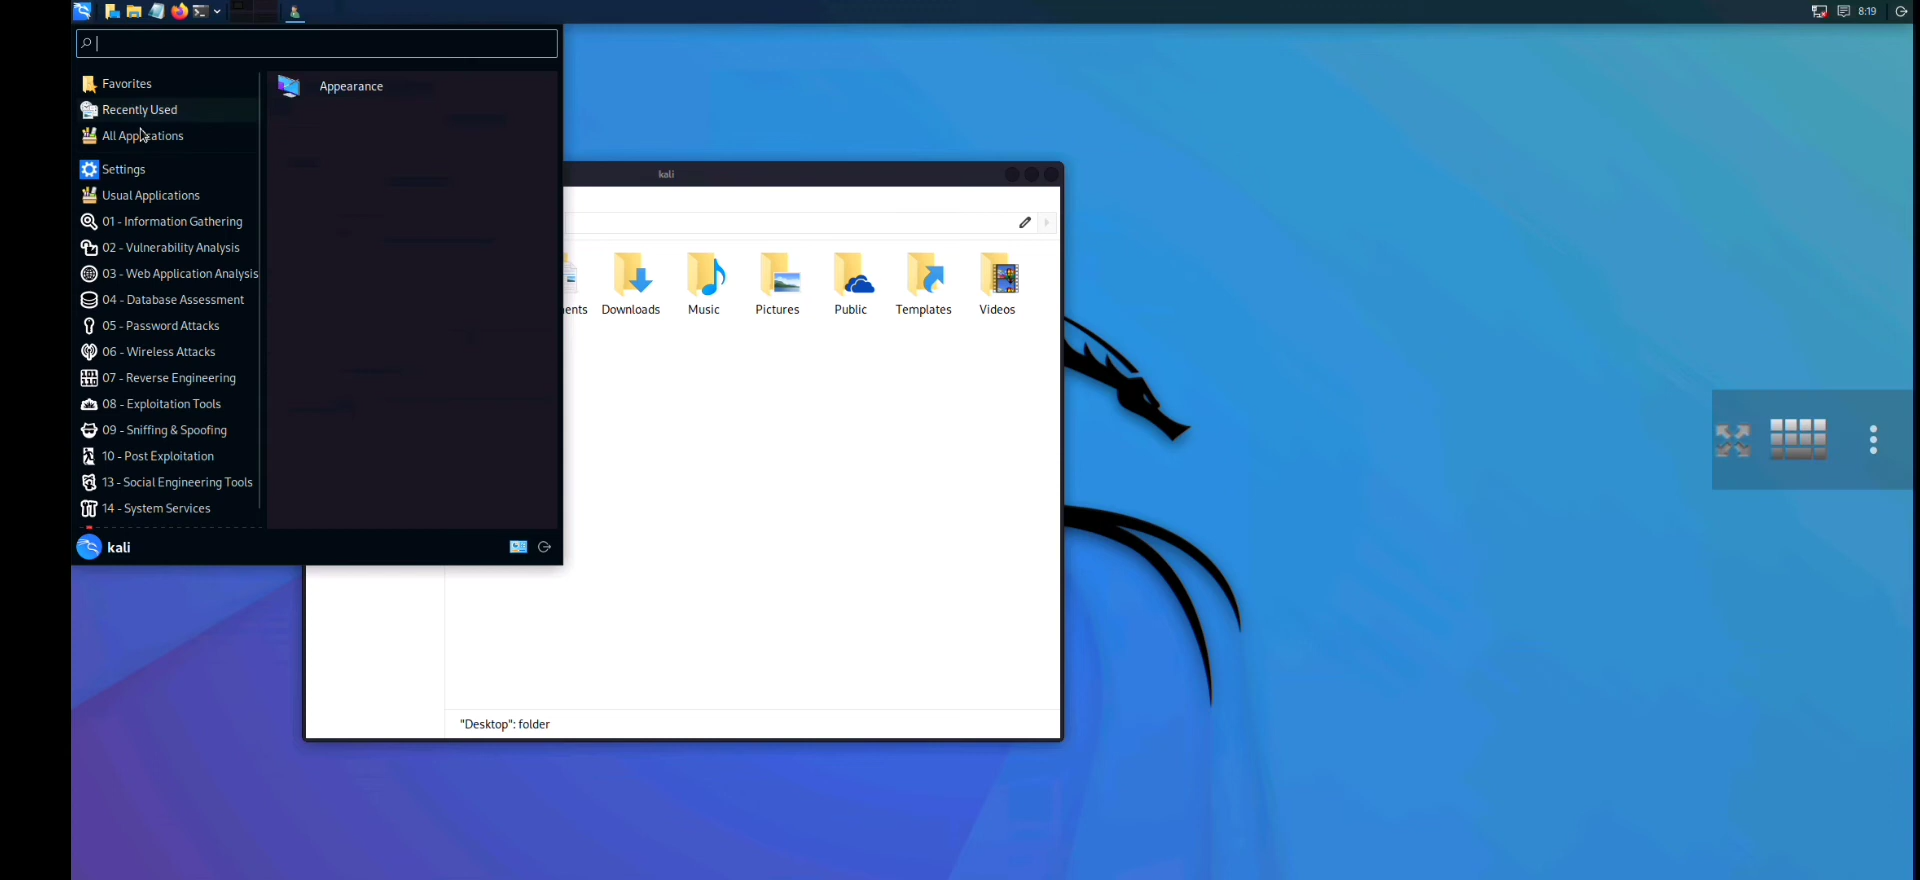 8:19
Favorites
Recently Used
All Applications
Settings
Usual Applications
01 - Information Gathering
02 - Vulnerability Analysis
03 - Web Application Analysis
04 - Database Assessment
05 - Password Attacks
06 - Wireless Attacks
07 - Reverse Engineering
08 - Exploitation Tools
09 - Sniffing & Spoofing
10 - Post Exploitation
13 - Social Engineering Tools
14 - System Services
kali
Appearance
kali
ents
Downloads
Music
Pictures
Public
Templates
Videos
"Desktop": folder